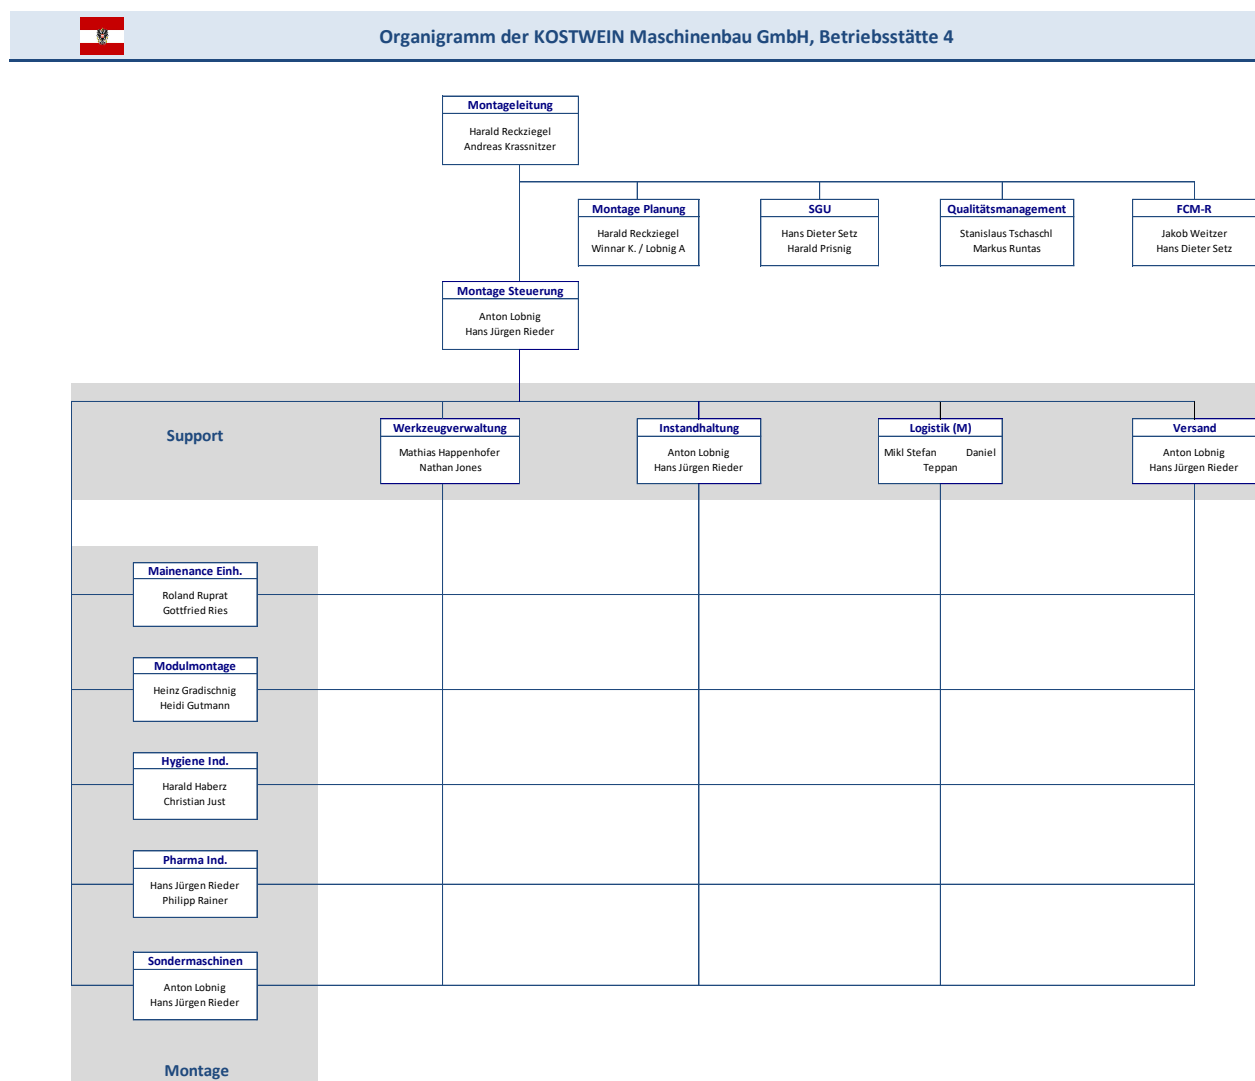 Organigramm der KOSTWEIN Maschinenbau GmbH, Betriebsstätte 4
Montageleitung
Harald Reckziegel
Andreas Krassnitzer
Montage Planung
Harald Reckziegel
Winnar K. / Lobnig A
SGU
Hans Dieter Setz
Harald Prisnig
Qualitätsmanagement
Stanislaus Tschaschl
Markus Runtas
FCM-R
Jakob Weitzer
Hans Dieter Setz
Montage Steuerung
Anton Lobnig
Hans Jürgen Rieder
Support
Werkzeugverwaltung
Mathias Happenhofer
Nathan Jones
Instandhaltung
Anton Lobnig
Hans Jürgen Rieder
Logistik (M)
Mikl Stefan Daniel
Teppan
Versand
Anton Lobnig
Hans Jürgen Rieder
Mainenance Einh.
Roland Ruprat
Gottfried Ries
Modulmontage
Heinz Gradischnig
Heidi Gutmann
Hygiene Ind.
Harald Haberz
Christian Just
Pharma Ind.
Hans Jürgen Rieder
Philipp Rainer
Sondermaschinen
Anton Lobnig
Hans Jürgen Rieder
Montage